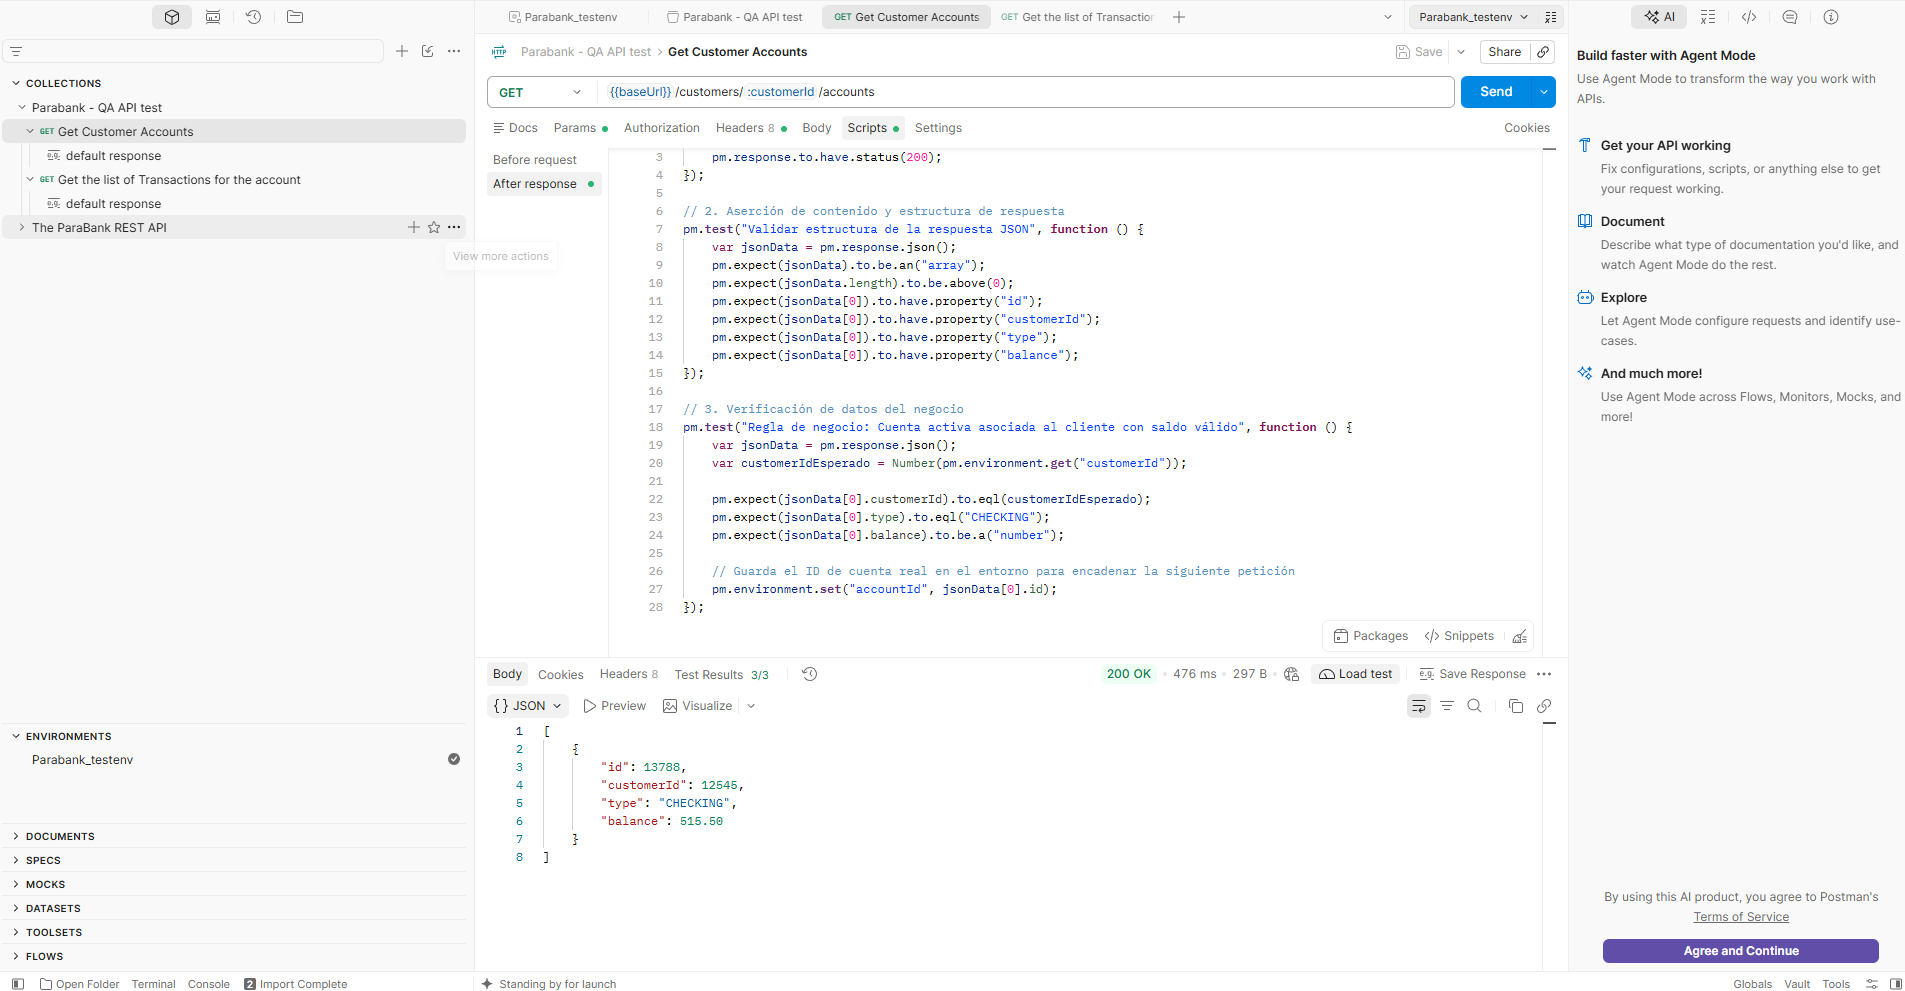 COLLECTIONS
Parabank - QA API test
GET Get Customer Accounts
e.g. default response
GET Get the list of Transactions for the account
e.g. default response
The ParaBank REST API
View more actions
ENVIRONMENTS
Parabank_testenv
DOCUMENTS
SPECS
MOCKS
DATASETS
TOOLSETS
FLOWS
Parabank_testenv
Parabank - QA API test
GET Get Customer Accounts
GET Get the list of Transaction
Parabank_testenv
HTTP Parabank - QA API test > Get Customer Accounts
Save
Share
GET {{baseUrl}} /customers/ :customerId /accounts
Send
Docs Params Authorization Headers 8 Body Scripts Settings Cookies
Before request
After response
3 pm.response.to.have.status(200);
4 });
5
6 // 2. Aserción de contenido y estructura de respuesta
7 pm.test("Validar estructura de la respuesta JSON", function () {
8 var jsonData = pm.response.json();
9 pm.expect(jsonData).to.be.an("array");
10 pm.expect(jsonData.length).to.be.above(0);
11 pm.expect(jsonData[0]).to.have.property("id");
12 pm.expect(jsonData[0]).to.have.property("customerId");
13 pm.expect(jsonData[0]).to.have.property("type");
14 pm.expect(jsonData[0]).to.have.property("balance");
15 });
16
17 // 3. Verificación de datos del negocio
18 pm.test("Regla de negocio: Cuenta activa asociada al cliente con saldo válido", function () {
19 var jsonData = pm.response.json();
20 var customerIdEsperado = Number(pm.environment.get("customerId"));
21
22 pm.expect(jsonData[0].customerId).to.eql(customerIdEsperado);
23 pm.expect(jsonData[0].type).to.eql("CHECKING");
24 pm.expect(jsonData[0].balance).to.be.a("number");
25
26 // Guarda el ID de cuenta real en el entorno para encadenar la siguiente petición
27 pm.environment.set("accountId", jsonData[0].id);
28 });
Packages </> Snippets
Body Cookies Headers 8 Test Results 3/3
200 OK • 476 ms • 297 B
Load test
e.g. Save Response
{} JSON Preview Visualize
1 [
2 {
3 "id": 13788,
4 "customerId": 12545,
5 "type": "CHECKING",
6 "balance": 515.50
7 }
8 ]
AI
Build faster with Agent Mode
Use Agent Mode to transform the way you work with
APIs.
Get your API working
Fix configurations, scripts, or anything else to get
your request working.
Document
Describe what type of documentation you'd like, and
watch Agent Mode do the rest.
Explore
Let Agent Mode configure requests and identify use-
cases.
And much more!
Use Agent Mode across Flows, Monitors, Mocks, and
more!
By using this AI product, you agree to Postman's
Terms of Service
Agree and Continue
Open Folder Terminal Console 2 Import Complete
Standing by for launch
Globals Vault Tools